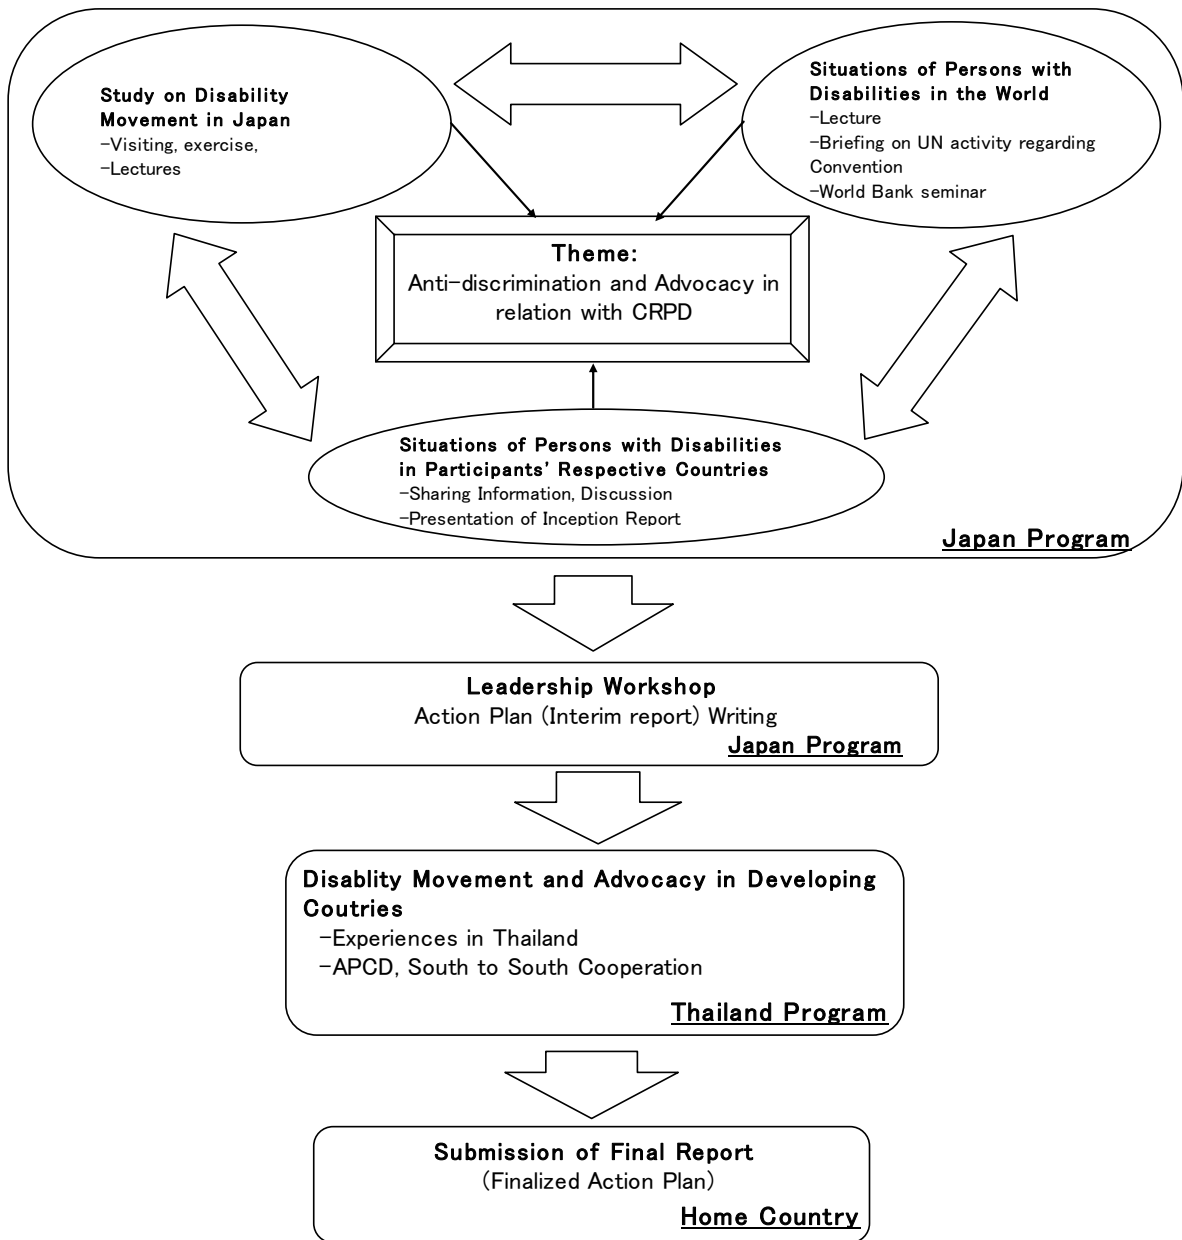 Study on Disability
Movement in Japan
-Visiting, exercise,
-Lectures
Situations of Persons with
Disabilities in the World
-Lecture
-Briefing on UN activity regarding
Convention
-World Bank seminar
Theme:
Anti-discrimination and Advocacy in
relation with CRPD
Situations of Persons with Disabilities
in Participants' Respective Countries
-Sharing Information, Discussion
-Presentation of Inception Report
Japan Program
Leadership Workshop
Action Plan (Interim report) Writing
Japan Program
Disablity Movement and Advocacy in Developing
Coutries
-Experiences in Thailand
-APCD, South to South Cooperation
Thailand Program
Submission of Final Report
(Finalized Action Plan)
Home Country